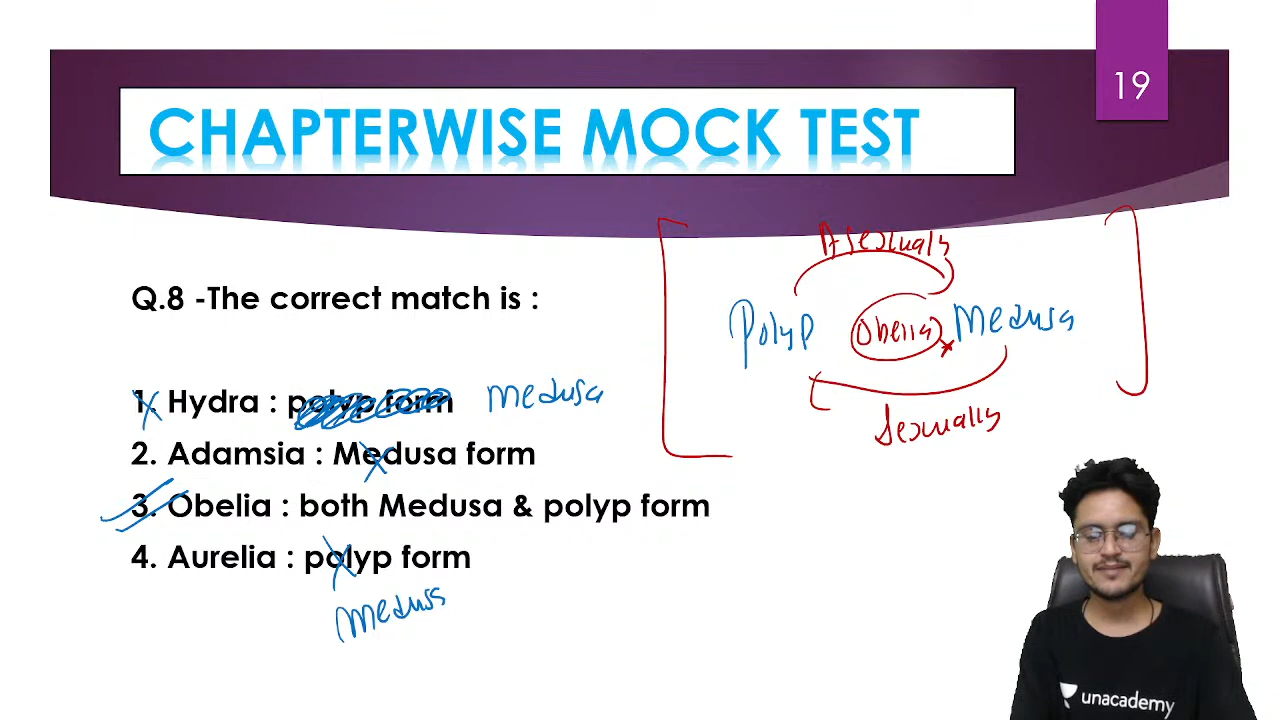 19
CHAPTERWISE MOCK TEST
Asexually
Q.8 -The correct match is :
Polyp Obelia Medusa
1. Hydra : polyp form Medusa
Sexually
2. Adamsia : Medusa form
3. Obelia : both Medusa & polyp form
4. Aurelia : polyp form
Medusa
unacademy